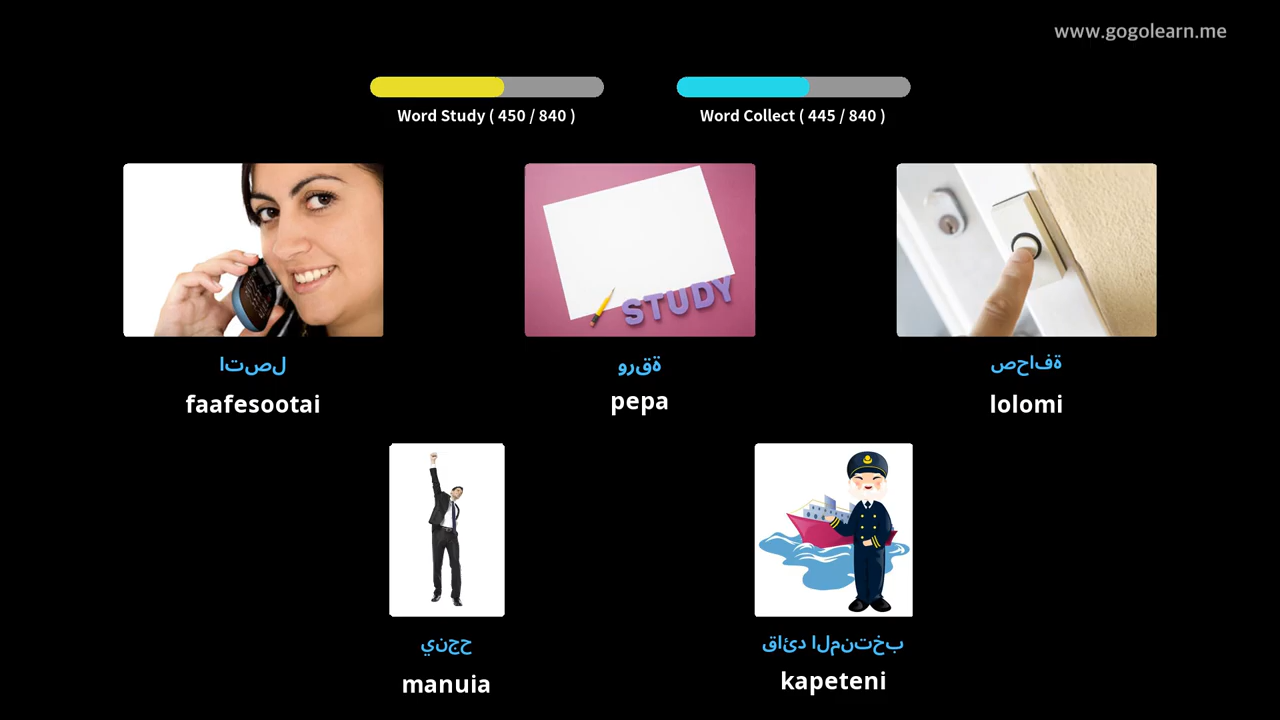 www.gogolearn.me
Word Study ( 450 / 840 )
Word Collect ( 445 / 840 )
اتصل
faafesootai
ورقة
pepa
صحافة
lolomi
STUDY
ينجح
manuia
قائد المنتخب
kapeteni